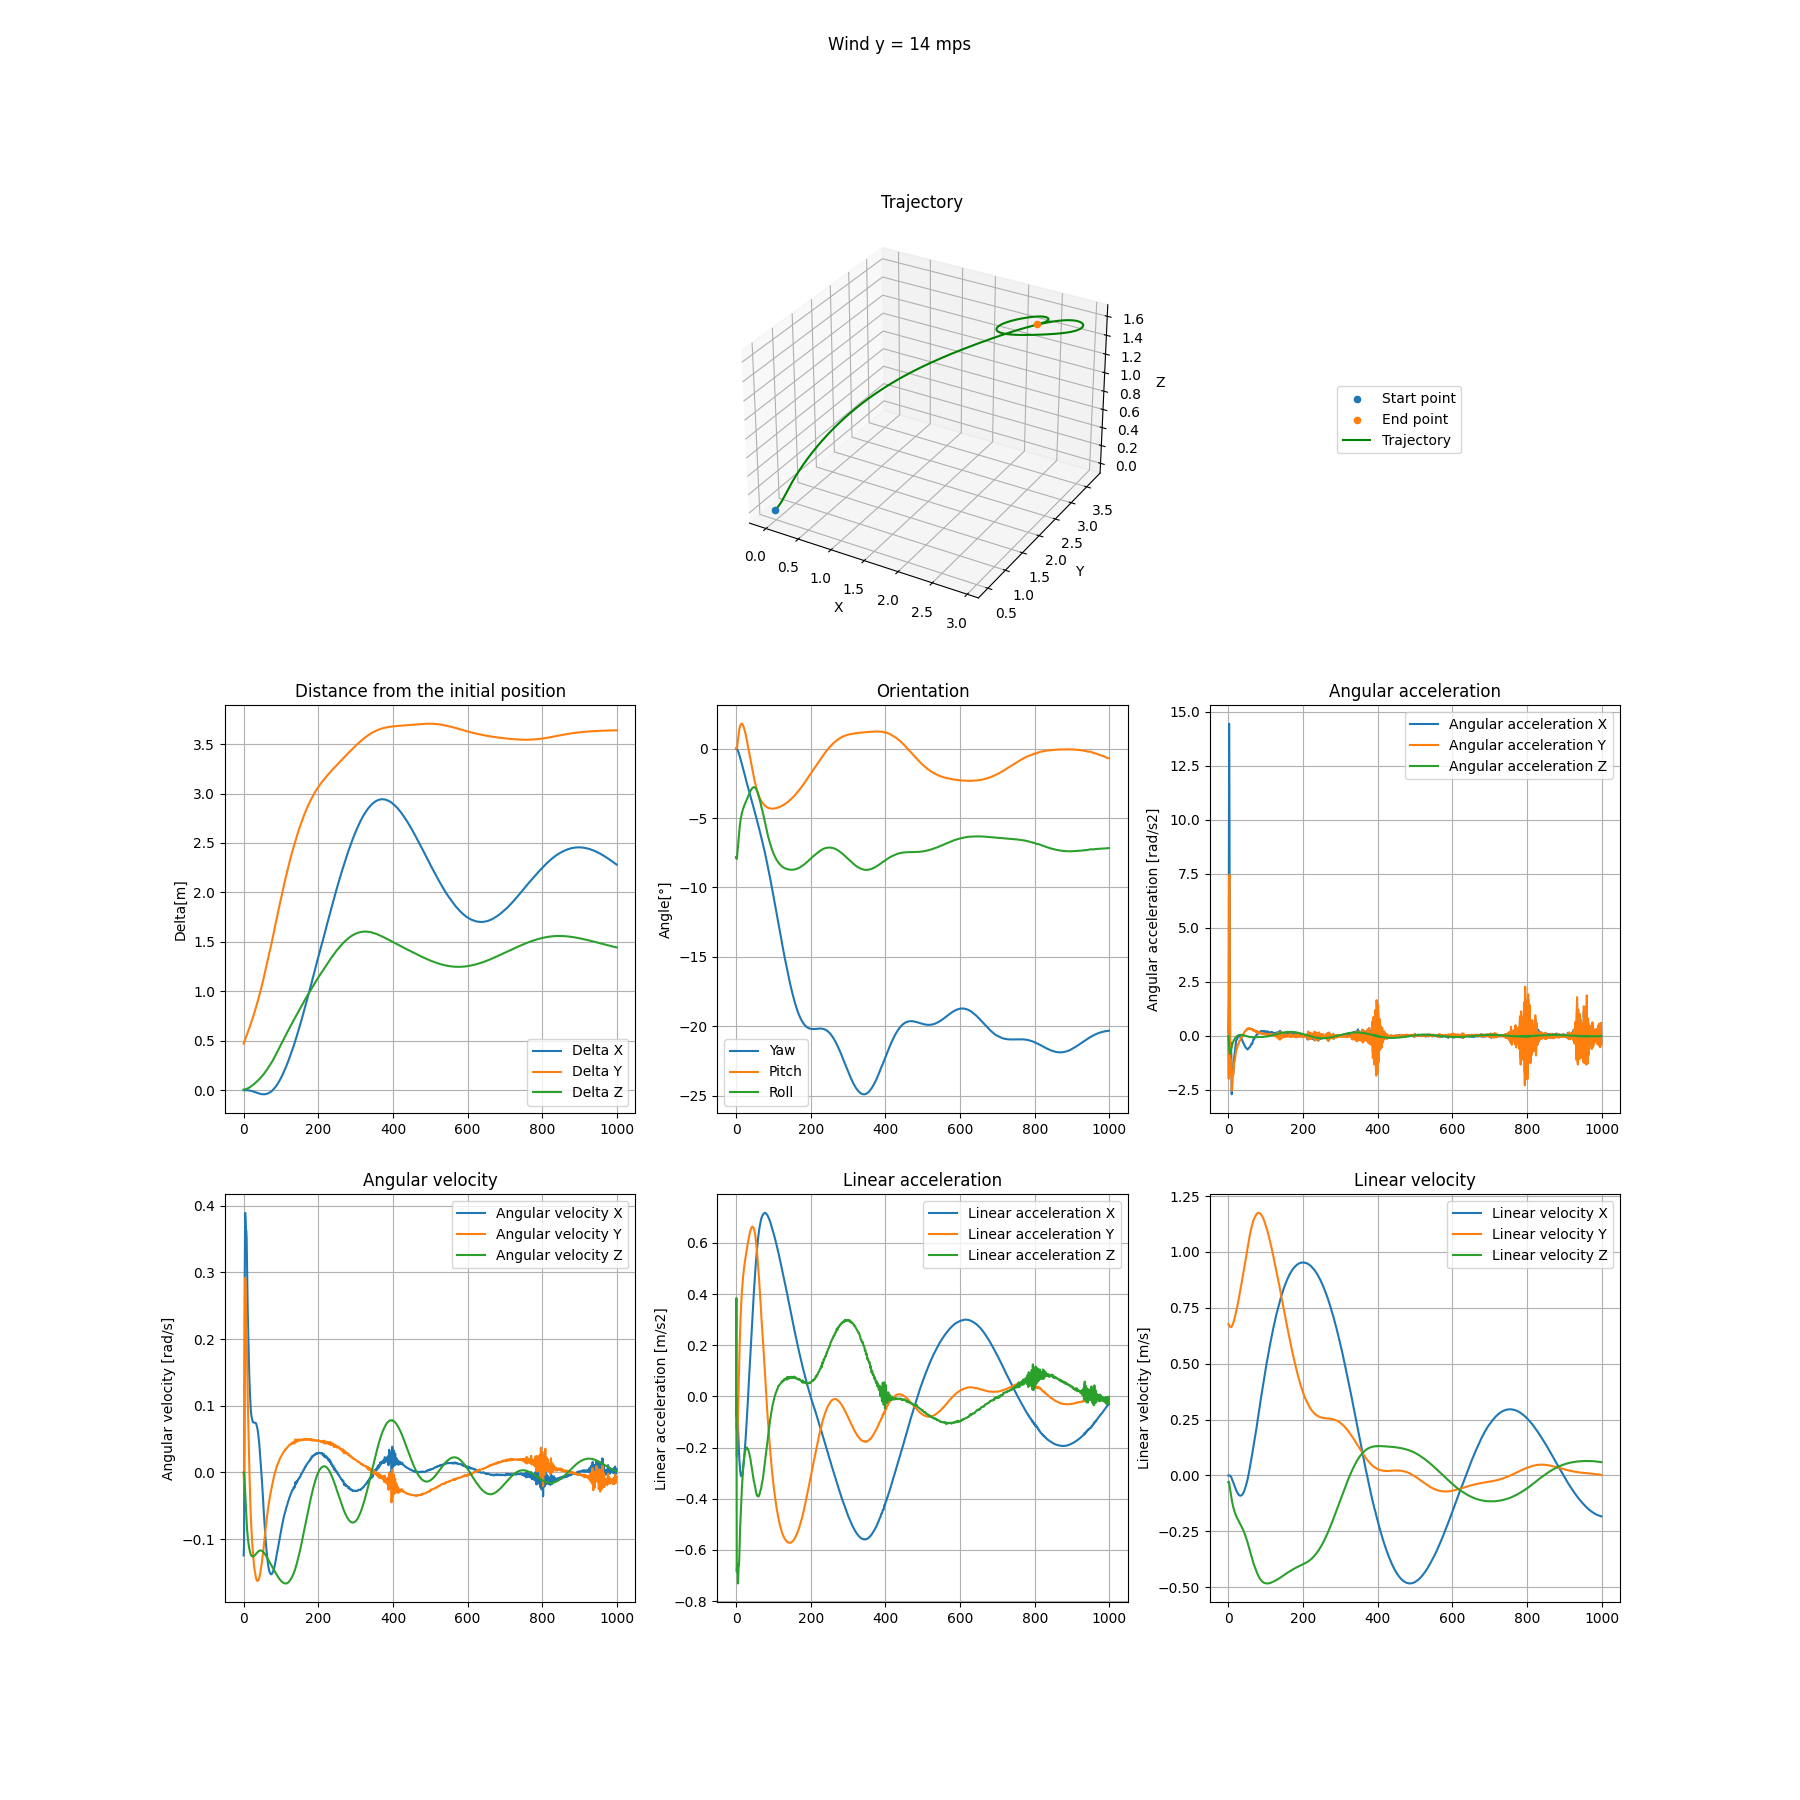 Wind y = 14 mps
Trajectory
1.6
1.4
1.2
1.0
0.8
0.6
0.4
0.2
0.0
Z
3.5
3.0
2.5
2.0
1.5
1.0
0.5
Y
0.0
0.5
1.0
1.5
2.0
2.5
3.0
X
Start point
End point
Trajectory
Distance from the initial position
Delta[m]
3.5
3.0
2.5
2.0
1.5
1.0
0.5
0.0
Delta X
Delta Y
Delta Z
0 200 400 600 800 1000
Orientation
Angle[°]
0
−5
−10
−15
−20
−25
Yaw
Pitch
Roll
0 200 400 600 800 1000
Angular acceleration
Angular acceleration [rad/s2]
15.0
12.5
10.0
7.5
5.0
2.5
0.0
−2.5
Angular acceleration X
Angular acceleration Y
Angular acceleration Z
0 200 400 600 800 1000
Angular velocity
Angular velocity [rad/s]
0.4
0.3
0.2
0.1
0.0
−0.1
Angular velocity X
Angular velocity Y
Angular velocity Z
0 200 400 600 800 1000
Linear acceleration
Linear acceleration [m/s2]
0.6
0.4
0.2
0.0
−0.2
−0.4
−0.6
−0.8
Linear acceleration X
Linear acceleration Y
Linear acceleration Z
0 200 400 600 800 1000
Linear velocity
Linear velocity [m/s]
1.25
1.00
0.75
0.50
0.25
0.00
−0.25
−0.50
Linear velocity X
Linear velocity Y
Linear velocity Z
0 200 400 600 800 1000